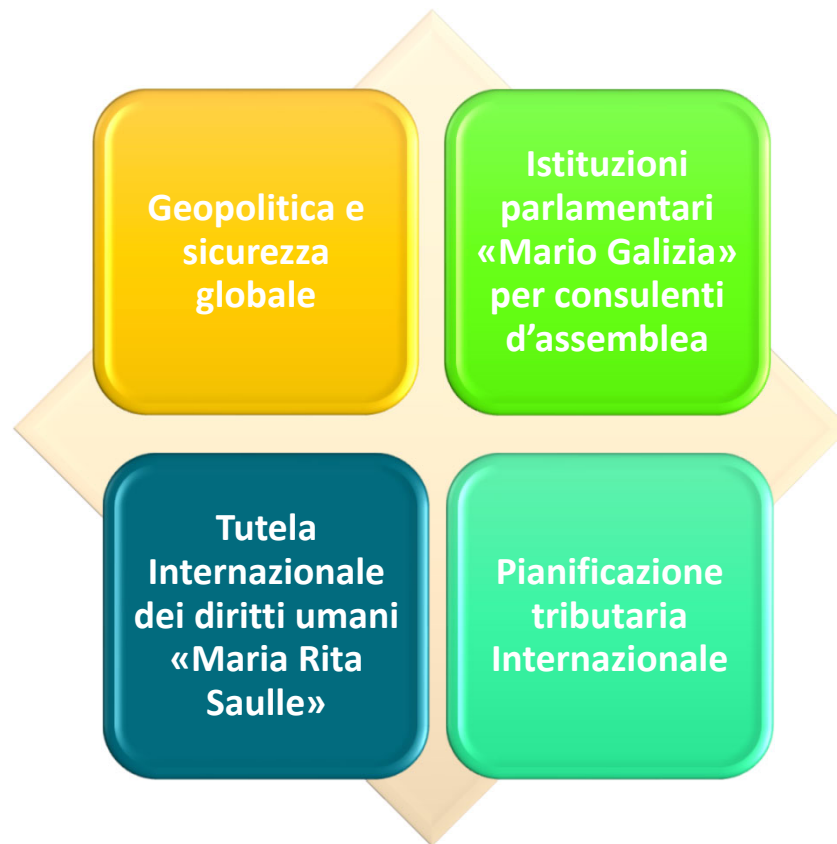 Geopolitica e
sicurezza
globale
Istituzioni
parlamentari
«Mario Galizia»
per consulenti
d’assemblea
Tutela
Internazionale
dei diritti umani
«Maria Rita
Saulle»
Pianificazione
tributaria
Internazionale